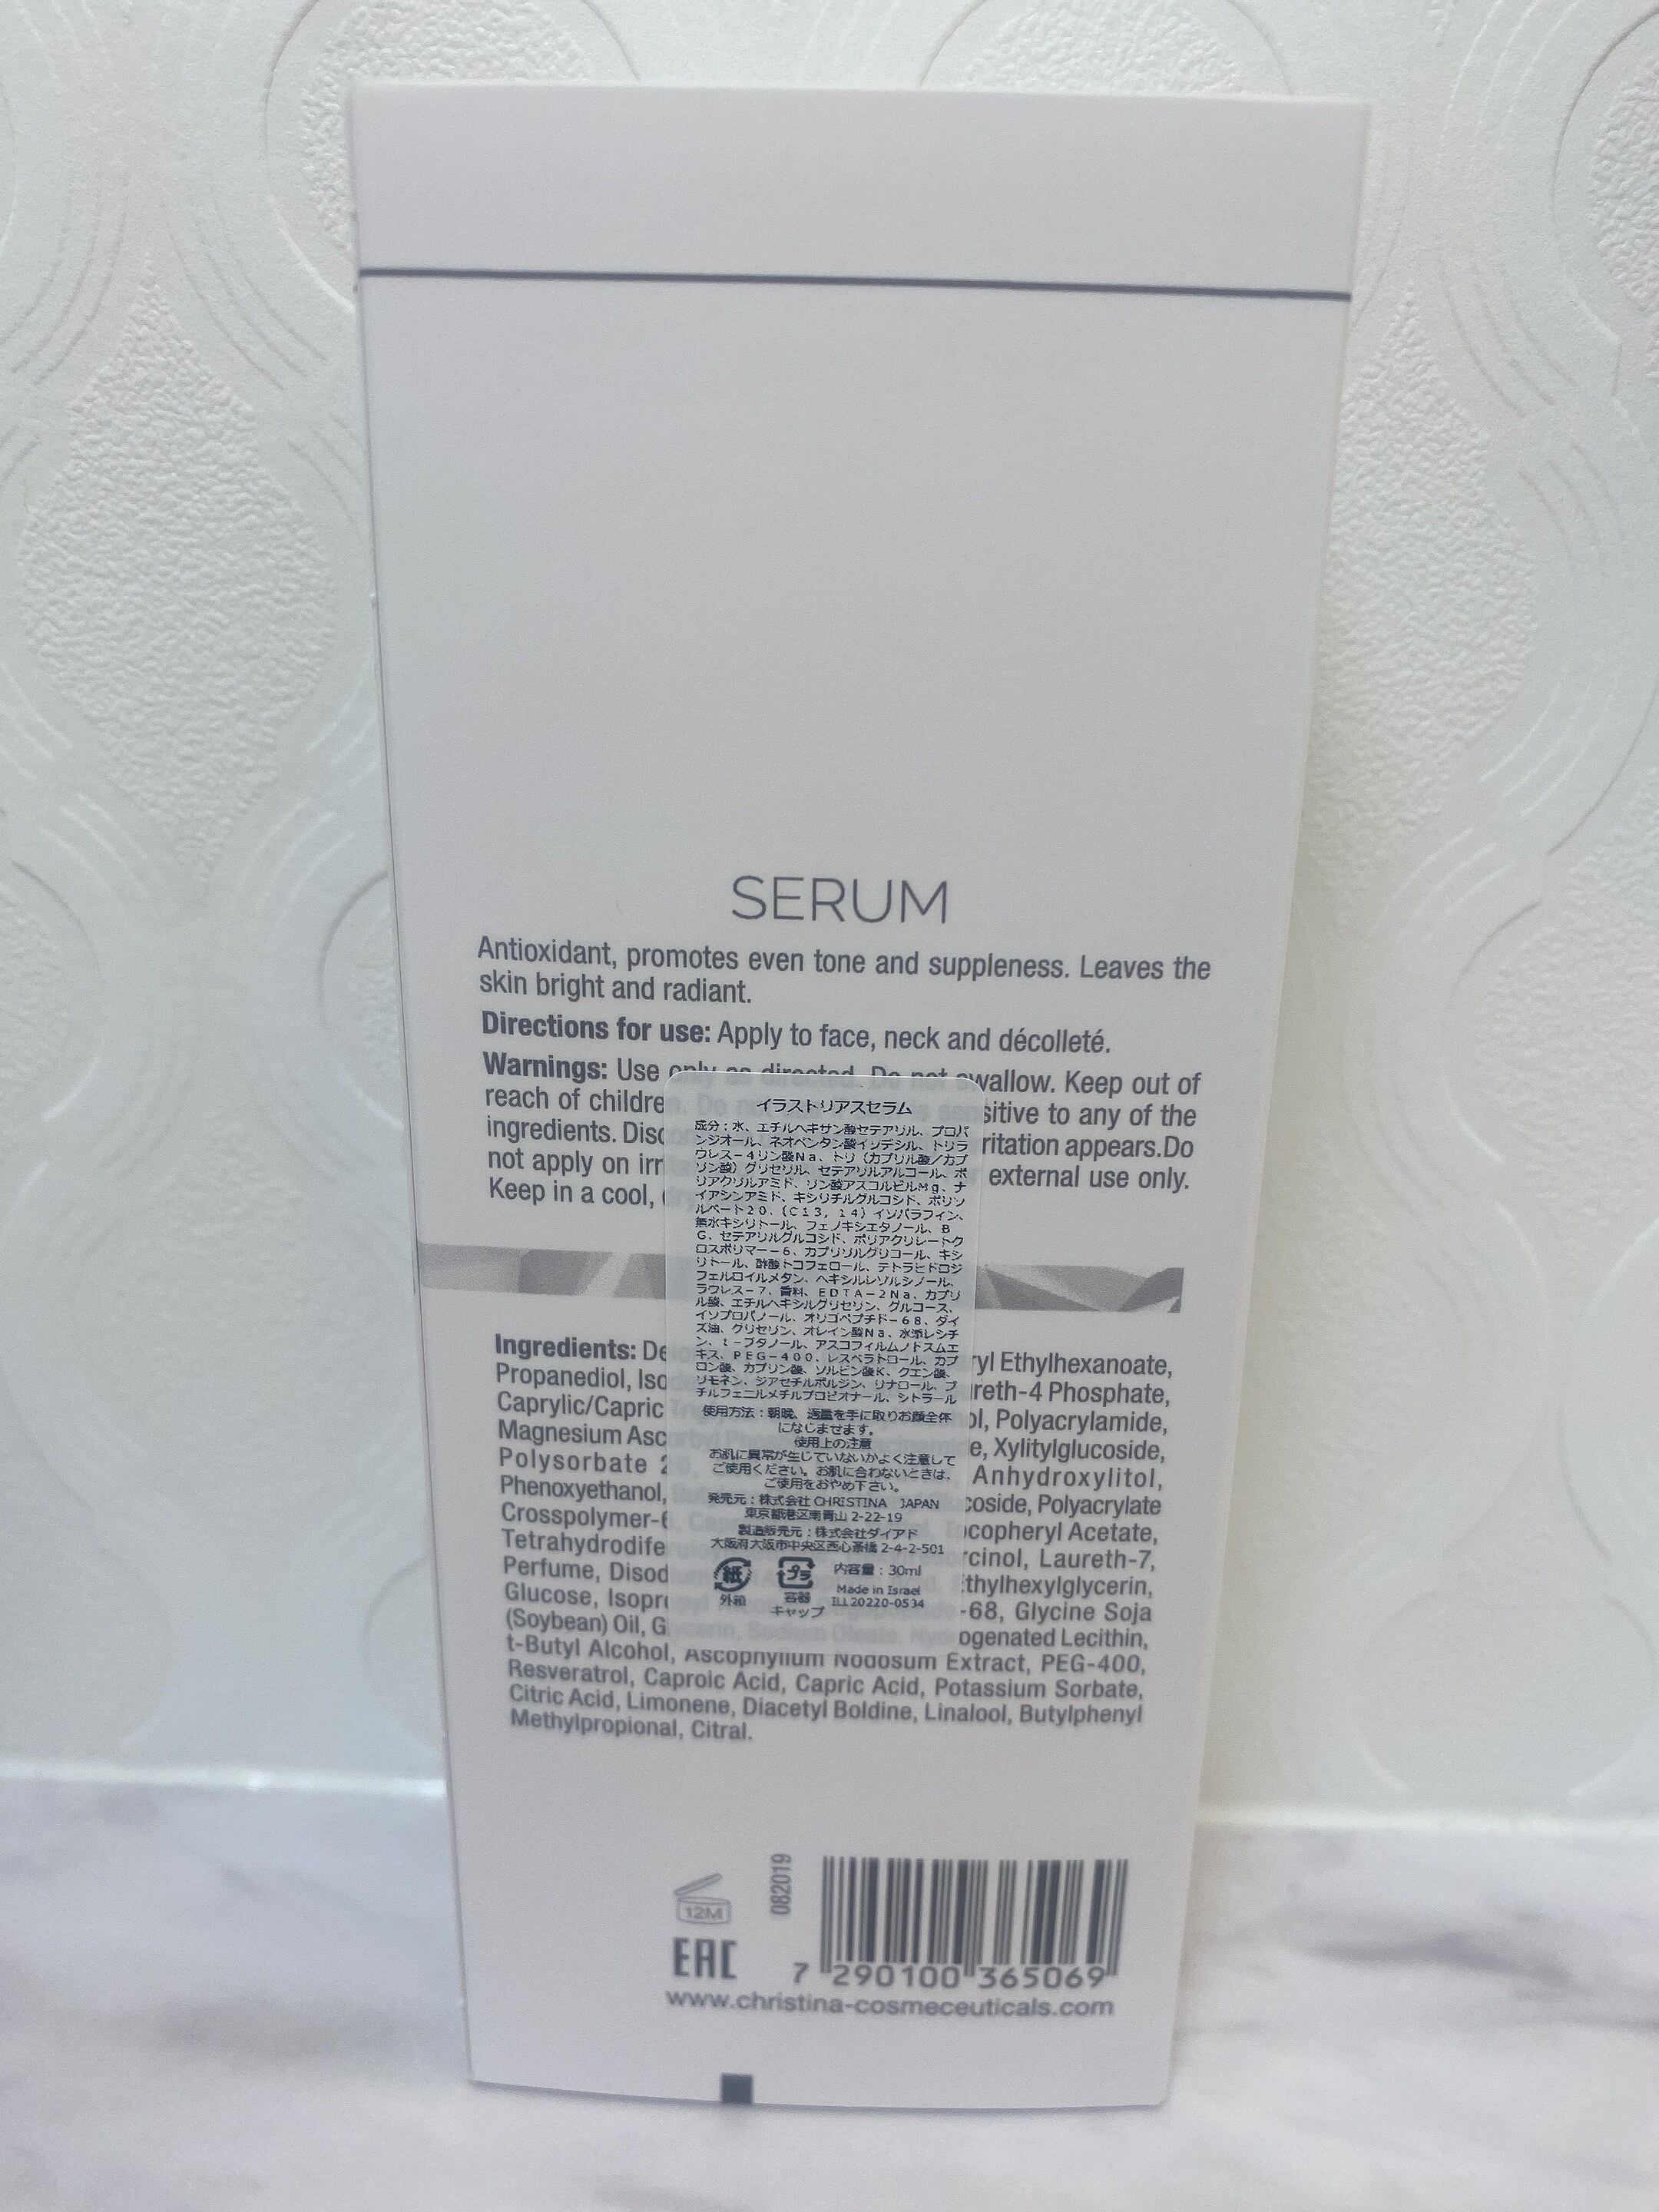 SERUM
Antioxidant, promotes even tone and suppleness. Leaves the
skin bright and radiant.
Directions for use: Apply to face, neck and décolleté.
Warnings: Use only as directed. Do not swallow. Keep out of
reach of children. Do sensitive to any of the
ingredients. irritation appears.Do
not apply on external use only.
Keep in a cool,
イラストリアスセラム
成分：水、エチルヘキサン酸セテアリル、プロパ
ンジオール、ネオペンタン酸イソデシル、トリラ
ウレス－4リン酸Na、トリ（カプリル酸／カプ
リン酸）グリセリル、セテアリルアルコール、ポ
リアクリルアミド、リン酸アスコルビルMg、ナ
イアシンアミド、キシリチルグルコシド、ポリソ
ルベート20、（C13，14）イソパラフィン、
無水キシリトール、フェノキシエタノール、B
G、セテアリルグルコシド、ポリアクリレートク
ロスポリマー－6、カプリリルグリコール、キシ
リトール、酢酸トコフェロール、テトラヒドロジ
フェルロイルメタン、ヘキシルレゾルシノール、
ラウレス－7、香料、EDTA－2Na、カプリ
ル酸、エチルヘキシルグリセリン、グルコース、
イソプロパノール、オリゴペプチド－68、ダイ
ズ油、グリセリン、オレイン酸Na、水添レシチ
ン、t－ブタノール、アスコフィルムノドスムエ
キス、PEG－400、レスベラトロール、カプ
ロン酸、カプリン酸、ソルビン酸K、クエン酸、
リモネン、ジアセチルボルジン、リナロール、ブ
チルフェニルメチルプロピオナール、シトラール
使用方法：朝晩、適量を手に取りお顔全体
になじませます。
使用上の注意
お肌に異常が生じていないかよく注意して
ご使用ください。お肌に合わないときは、
ご使用をおやめ下さい。
発売元：株式会社 CHRISTINA JAPAN
東京都港区南青山 2-22-19
製造販売元：株式会社ダイアド
大阪府大阪市中央区西心斎橋 2-4-2-501
紙 プラ 内容量：30ml
外箱 容器 Made in Israel
キャップ ILL20220-0534
Ingredients: Ethylhexanoate,
Propanediol, Phosphate,
Caprylic/Capric Polyacrylamide,
Magnesium Xylitylglucoside,
Polysorbate Anhydroxylitol,
Phenoxyethanol, Polyacrylate
Crosspolymer-6, Tocopheryl Acetate,
Laureth-7,
Perfume, Ethylhexylglycerin,
Glucose, -68, Glycine Soja
(Soybean) Oil, Glycerin, Sodium Oleate, Hydrogenated Lecithin,
t-Butyl Alcohol, Ascophyllum Nodosum Extract, PEG-400,
Resveratrol, Caproic Acid, Capric Acid, Potassium Sorbate,
Citric Acid, Limonene, Diacetyl Boldine, Linalool, Butylphenyl
Methylpropional, Citral.
12M
082019
EAC
7 290100 365069
www.christina-cosmeceuticals.com